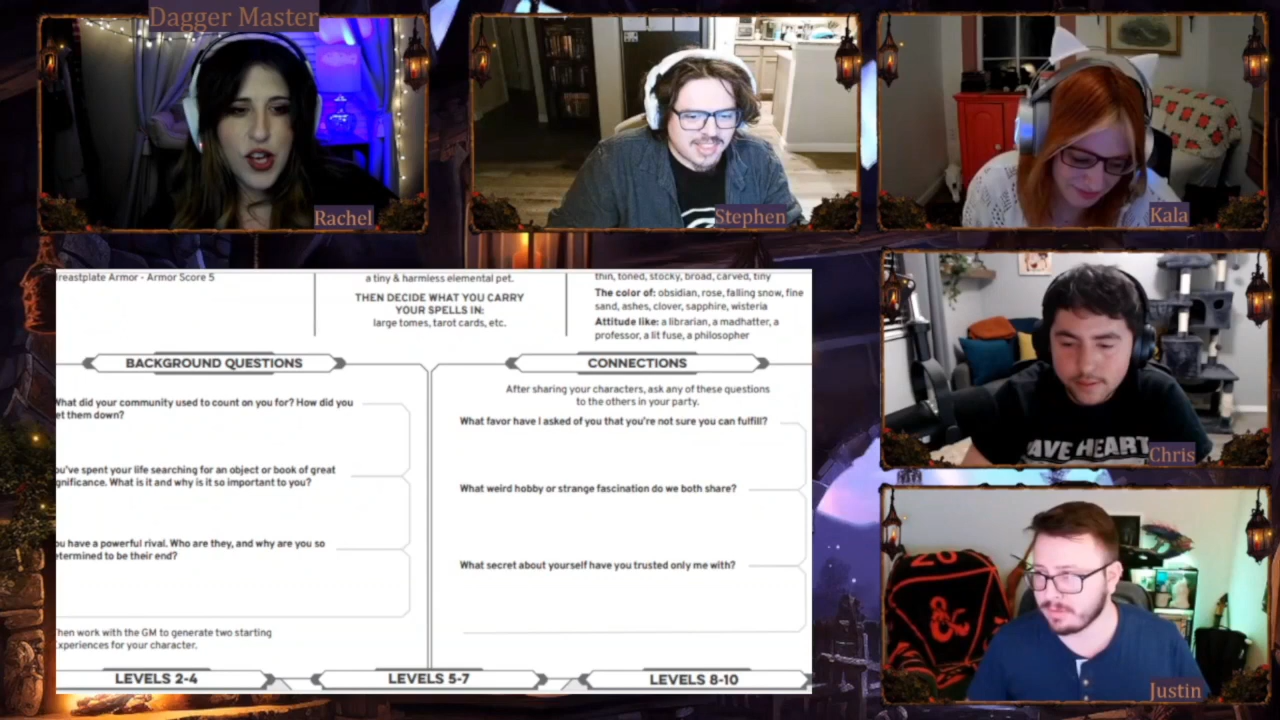 Dagger Master
Rachel
Stephen
Kala
Breastplate Armor - Armor Score 5
a tiny & harmless elemental pet.
THEN DECIDE WHAT YOU CARRY
YOUR SPELLS IN:
large tomes, tarot cards, etc.
thin, toned, stocky, broad, carved, tiny
The color of: obsidian, rose, falling snow, fine
sand, ashes, clover, sapphire, wisteria
Attitude like: a librarian, a madhatter, a
professor, a lit fuse, a philosopher
BACKGROUND QUESTIONS
What did your community used to count on you for? How did you
et them down?
ou've spent your life searching for an object or book of great
gnificance. What is it and why is it so important to you?
ou have a powerful rival. Who are they, and why are you so
etermined to be their end?
hen work with the GM to generate two starting
xperiences for your character.
CONNECTIONS
After sharing your characters, ask any of these questions
to the others in your party.
What favor have I asked of you that you're not sure you can fulfill?
What weird hobby or strange fascination do we both share?
What secret about yourself have you trusted only me with?
LEVELS 2-4
LEVELS 5-7
LEVELS 8-10
AVE HEART
Chris
20
&
Justin